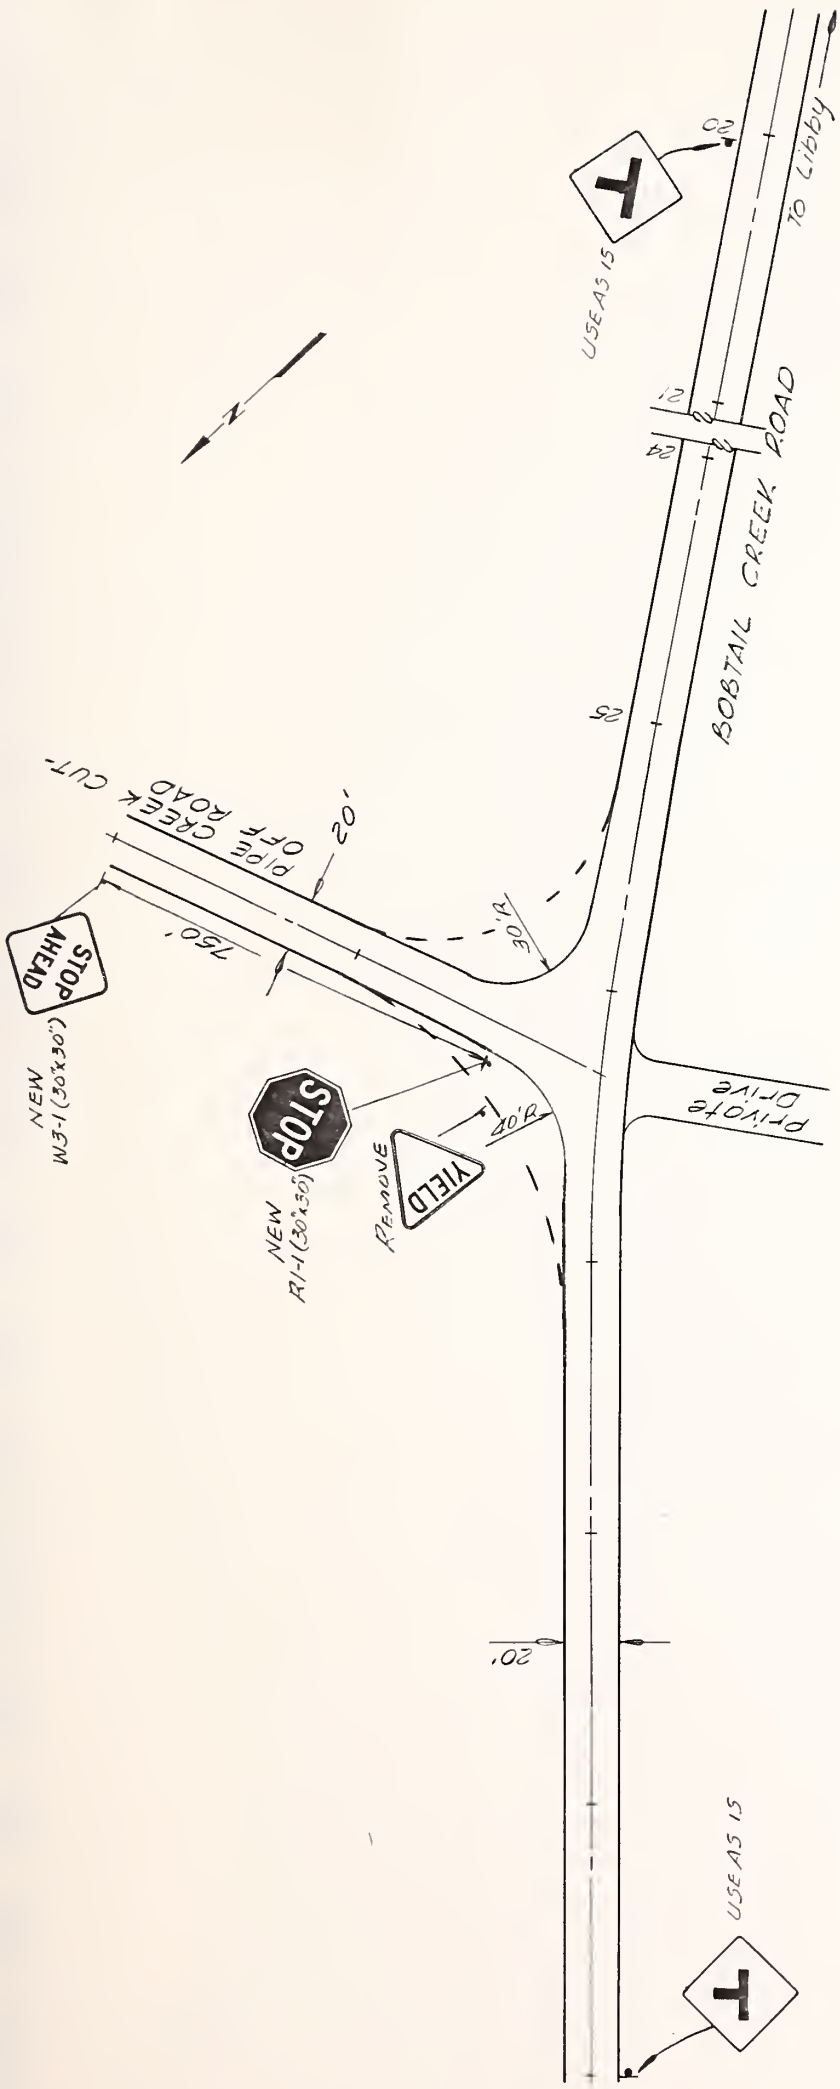 NEW
W3-1 (30"x30")
STOP
AHEAD
PIPE CREEK CUT-
OFF ROAD
750'
20'
NEW
R1-1 (30"x30")
STOP
REMOVE
YIELD
40'R.
30'R.
N
USE AS IS
20
21
24
25
To Libby
BOBTAIL CREEK ROAD
Private
Drive
20'
USE AS IS